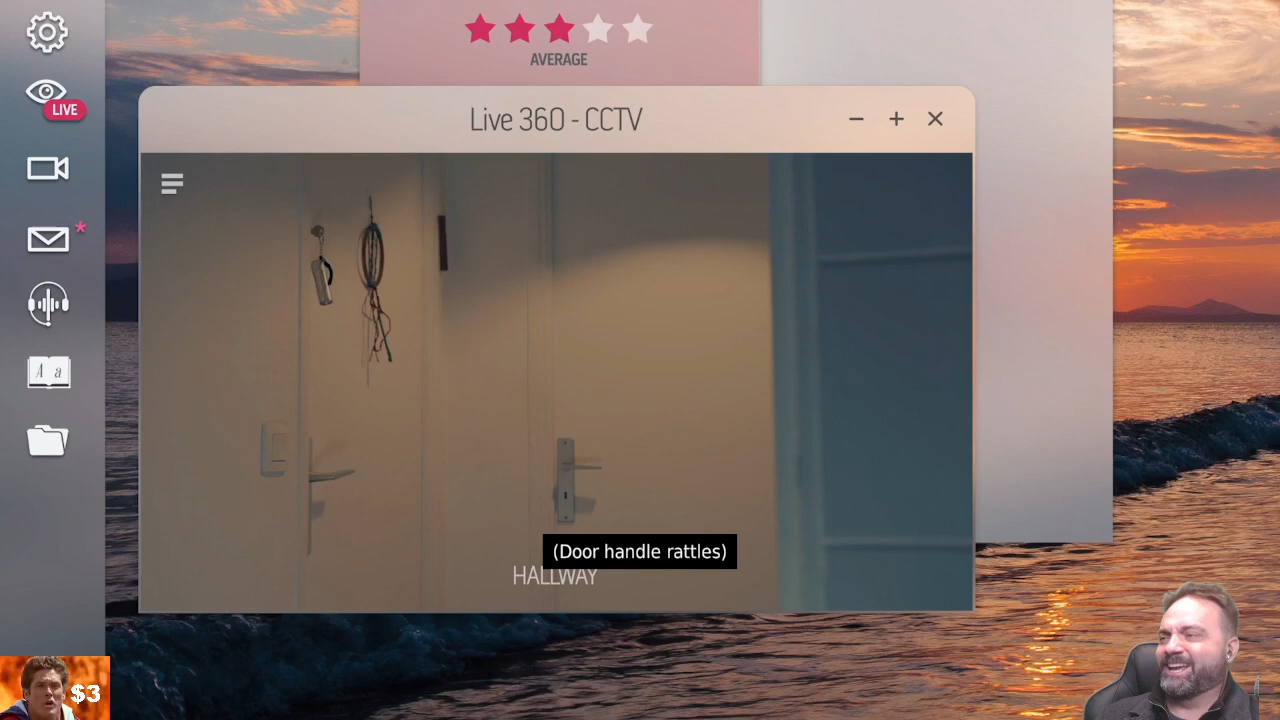 AVERAGE
LIVE
Live 360 - CCTV
A a
(Door handle rattles)
HALLWAY
$3